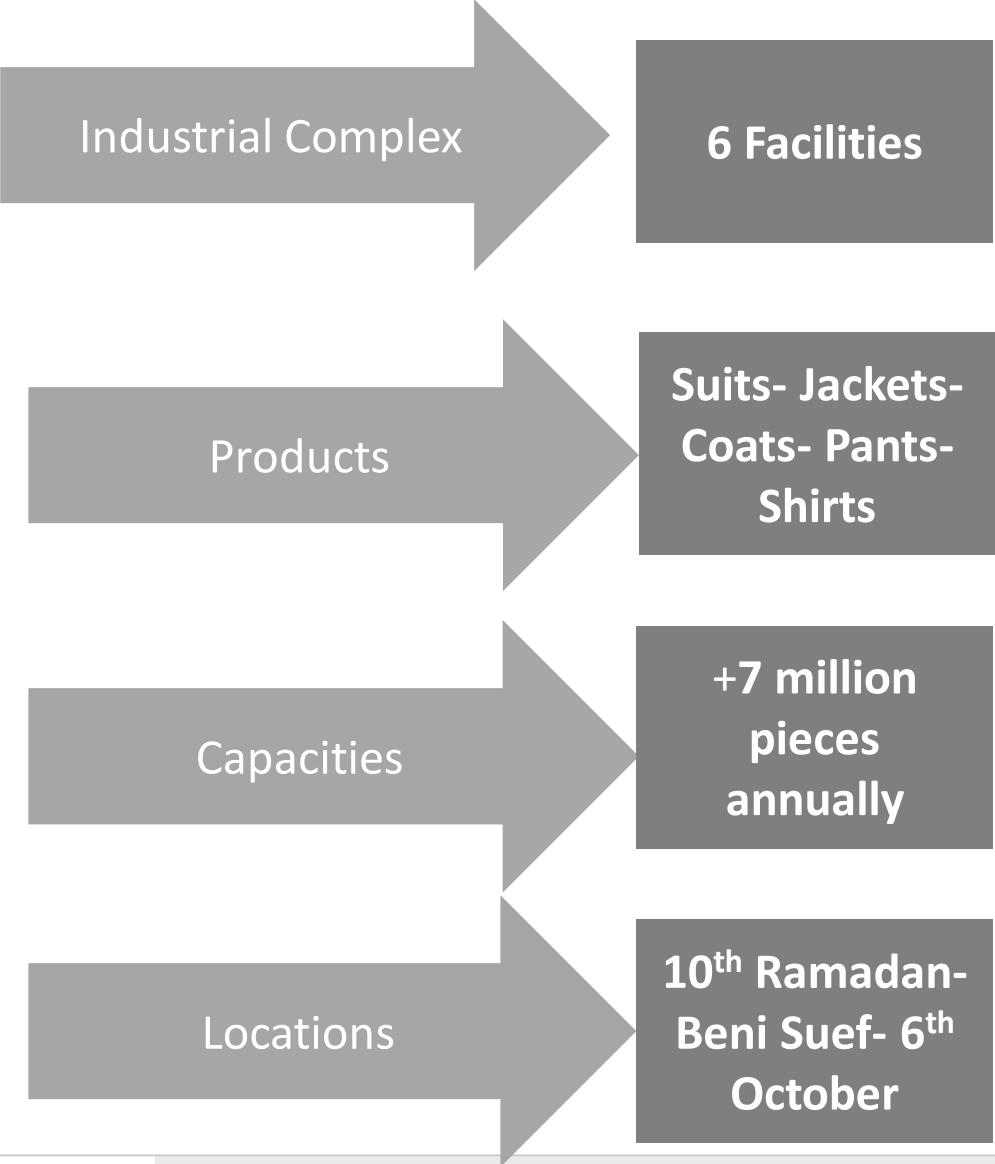 Industrial Complex
6 Facilities
Products
Suits- Jackets-
Coats- Pants-
Shirts
Capacities
+7 million
pieces
annually
Locations
10th Ramadan-
Beni Suef- 6th
October